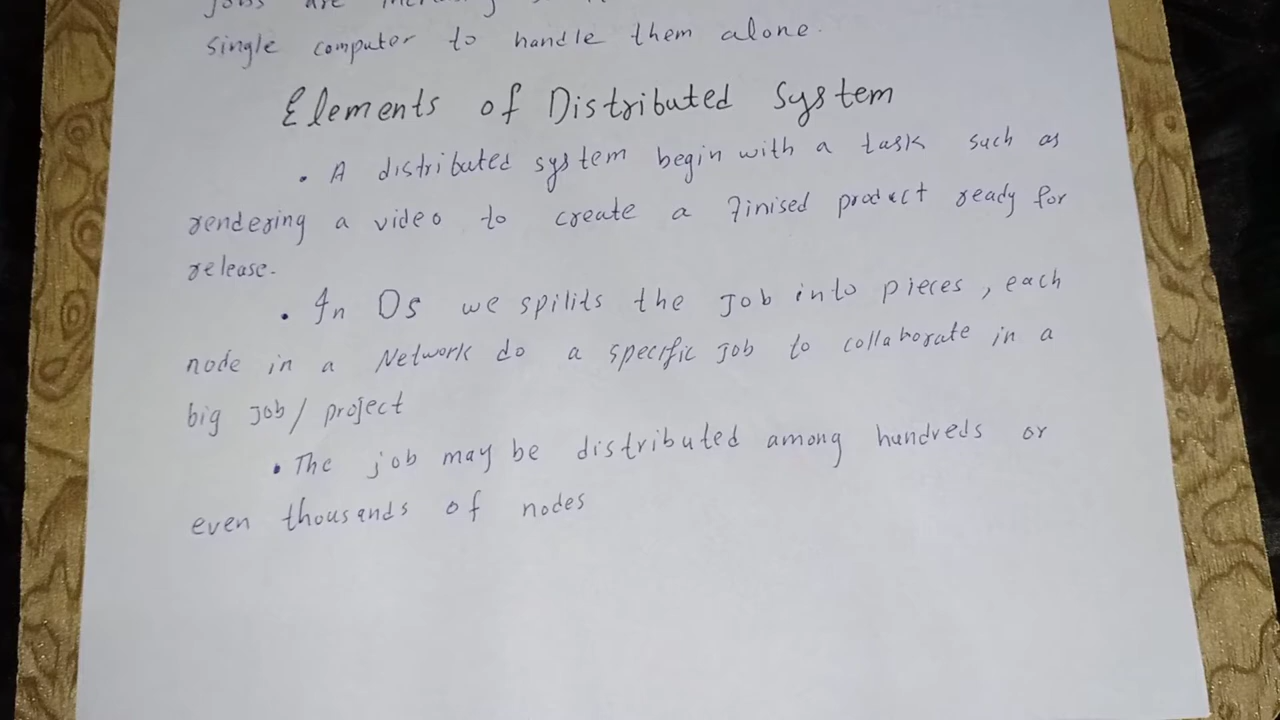 jobs are
single computer to handle them alone.
Elements of Distributed System
• A distributed system begin with a task such as
rendering a video to create a finised product ready for
release.
• In Ds we spilits the job into pieces, each
node in a Network do a specific job to collaborate in a
big job/ project
• The job may be distributed among hundreds or
even thousands of nodes